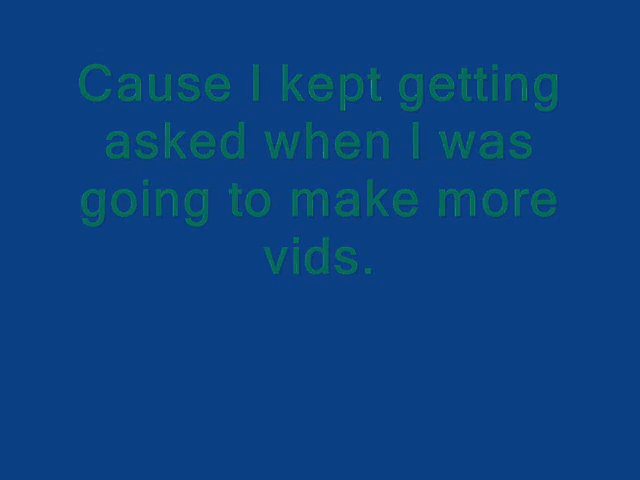 Cause I kept getting
asked when I was
going to make more
vids.